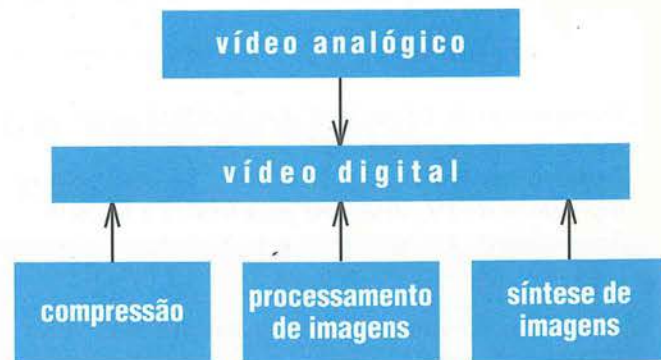 vídeo analógico
vídeo digital
compressão
processamento
de imagens
síntese de
imagens